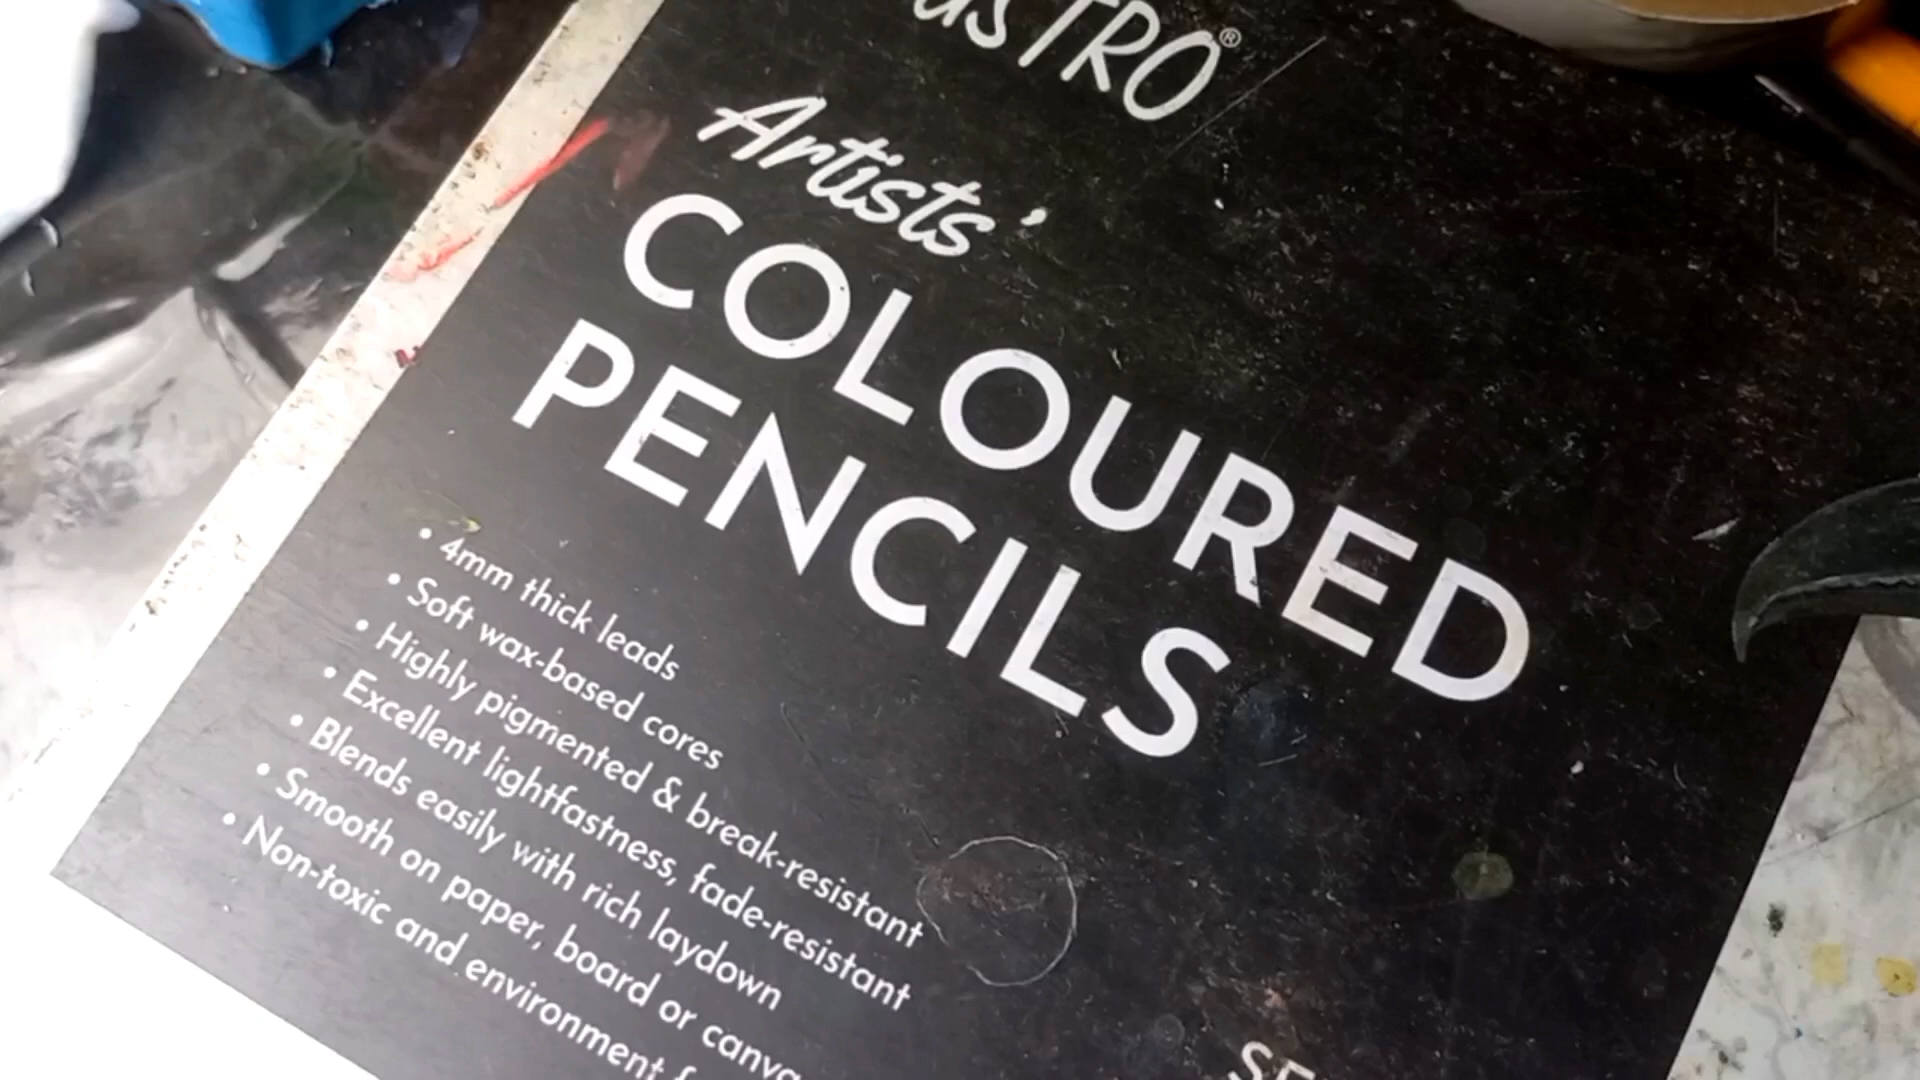 Artists'
COLOURED
PENCILS
• 4mm thick leads
• Soft wax-based cores
• Highly pigmented & break-resistant
• Excellent lightfastness, fade-resistant
• Blends easily with rich laydown
• Smooth on paper, board or
• Non-toxic and environment